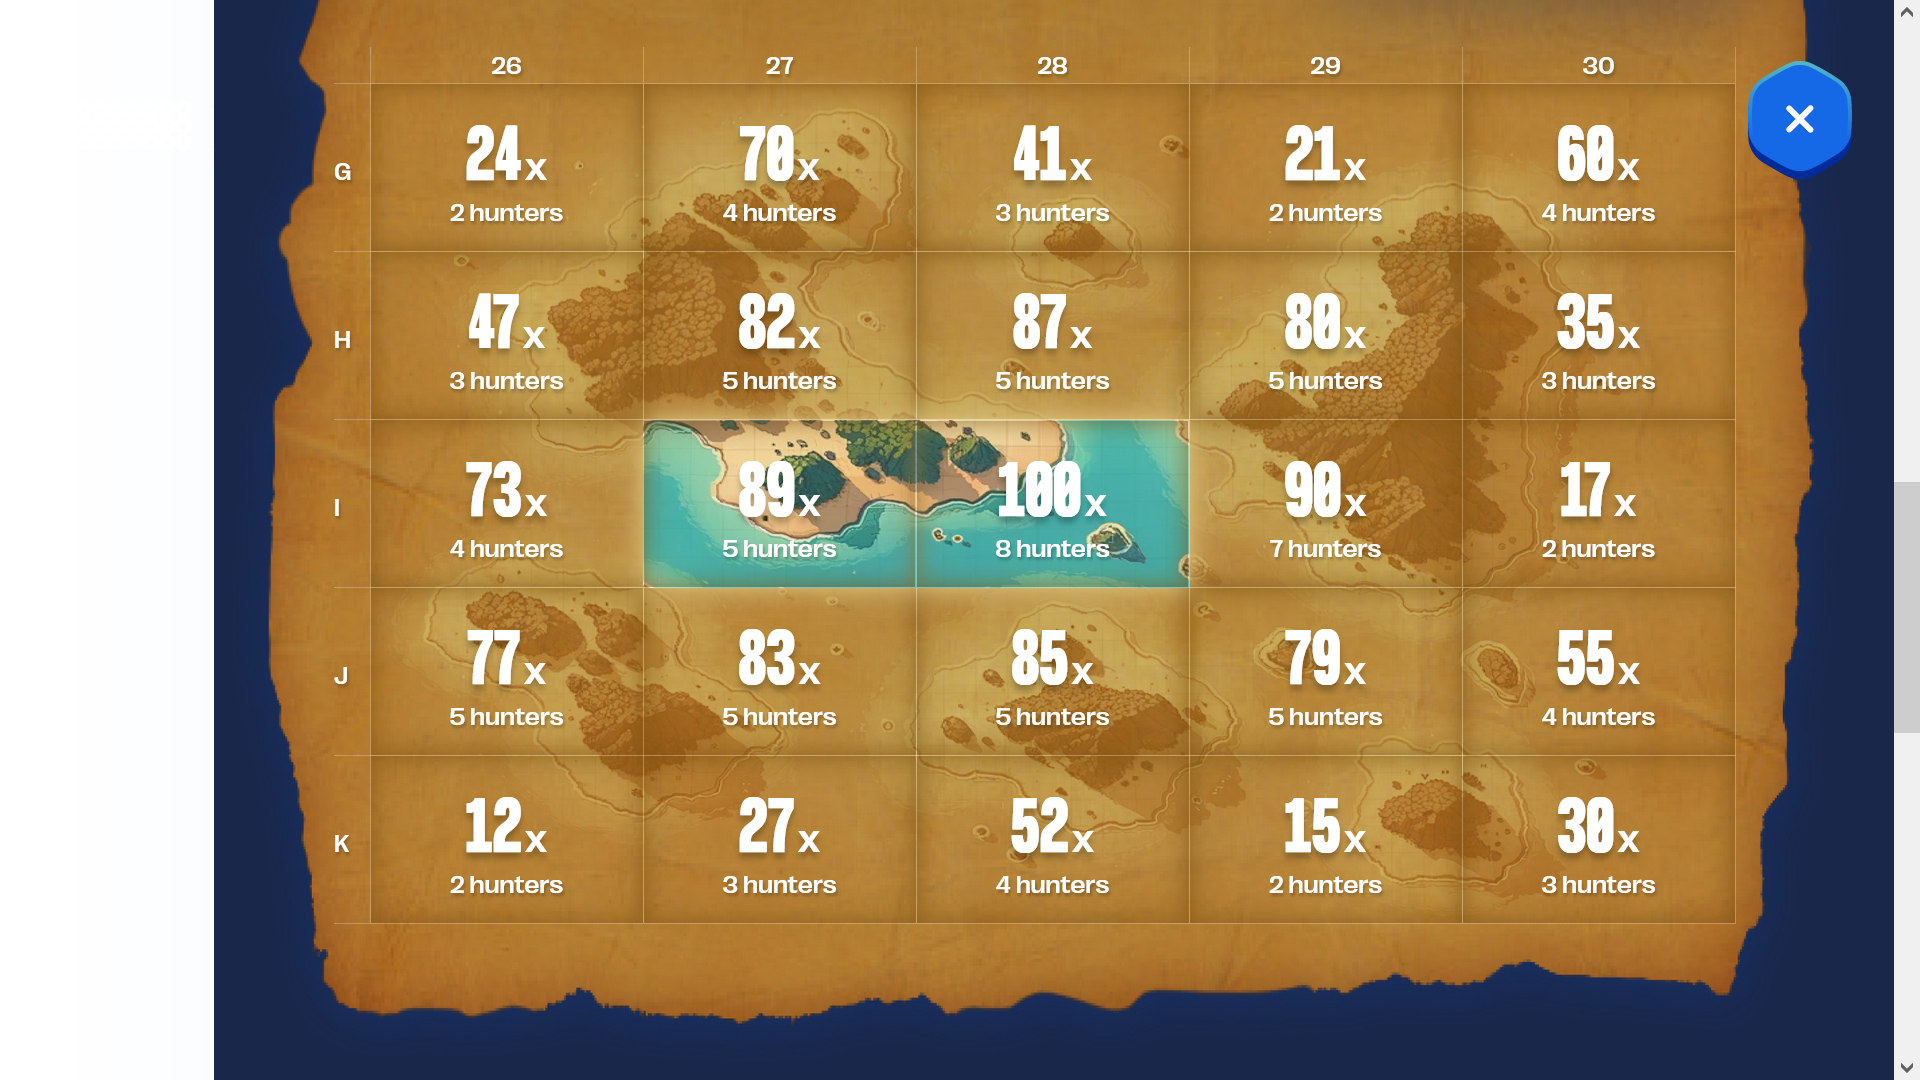 26 27 28 29 30
G 24x 70x 41x 21x 60x
2 hunters 4 hunters 3 hunters 2 hunters 4 hunters
H 47x 82x 87x 80x 35x
3 hunters 5 hunters 5 hunters 5 hunters 3 hunters
I 73x 89x 100x 90x 17x
4 hunters 5 hunters 8 hunters 7 hunters 2 hunters
J 77x 83x 85x 79x 55x
5 hunters 5 hunters 5 hunters 5 hunters 4 hunters
K 12x 27x 52x 15x 30x
2 hunters 3 hunters 4 hunters 2 hunters 3 hunters